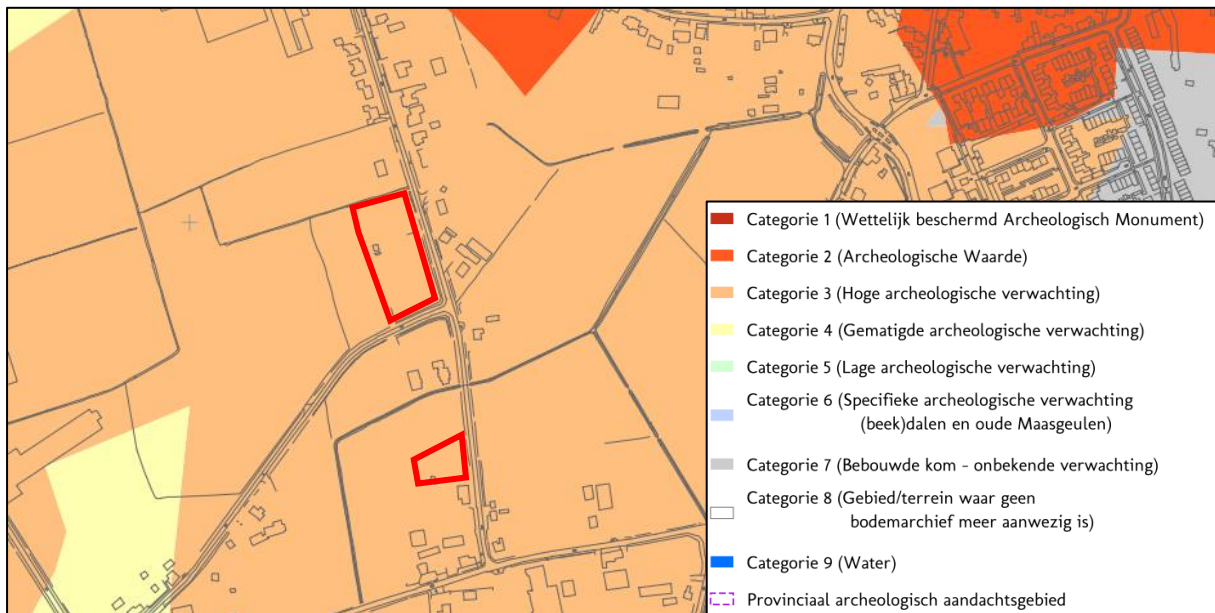 Categorie 1 (Wettelijk beschermd Archeologisch Monument)
Categorie 2 (Archeologische Waarde)
Categorie 3 (Hoge archeologische verwachting)
Categorie 4 (Gematigde archeologische verwachting)
Categorie 5 (Lage archeologische verwachting)
Categorie 6 (Specifieke archeologische verwachting
(beek)dalen en oude Maasgeulen)
Categorie 7 (Bebouwde kom - onbekende verwachting)
Categorie 8 (Gebied/terrein waar geen
bodemarchief meer aanwezig is)
Categorie 9 (Water)
Provinciaal archeologisch aandachtsgebied